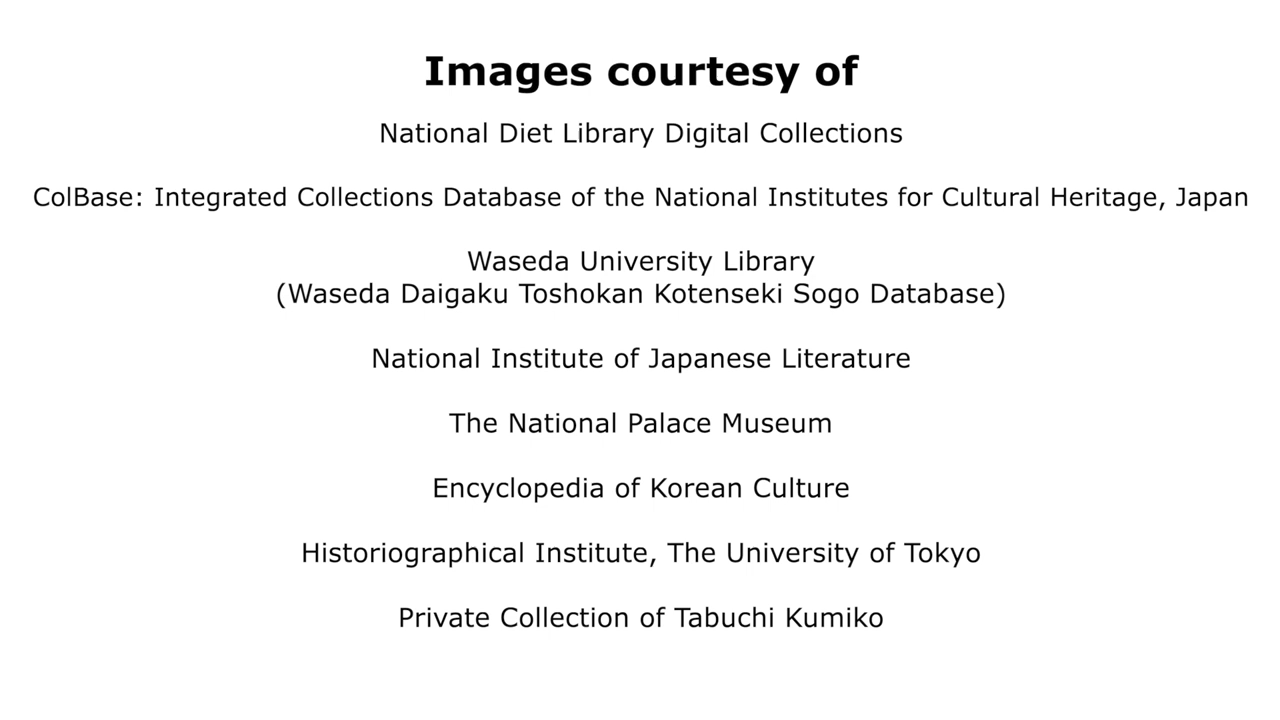 Images courtesy of
National Diet Library Digital Collections
ColBase: Integrated Collections Database of the National Institutes for Cultural Heritage, Japan
Waseda University Library
(Waseda Daigaku Toshokan Kotenseki Sogo Database)
National Institute of Japanese Literature
The National Palace Museum
Encyclopedia of Korean Culture
Historiographical Institute, The University of Tokyo
Private Collection of Tabuchi Kumiko